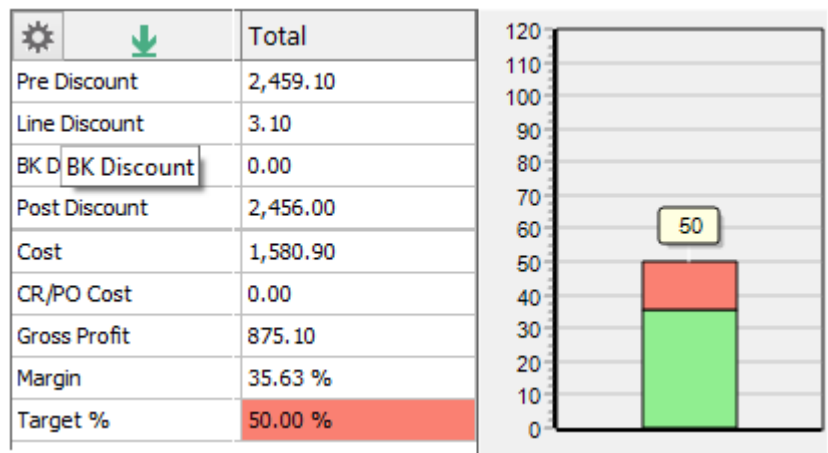 Total
Pre Discount 2,459.10
Line Discount 3.10
BK D BK Discount 0.00
Post Discount 2,456.00
Cost 1,580.90
CR/PO Cost 0.00
Gross Profit 875.10
Margin 35.63 %
Target % 50.00 %
120
110
100
90
80
70
60
50
40
30
20
10
0
50